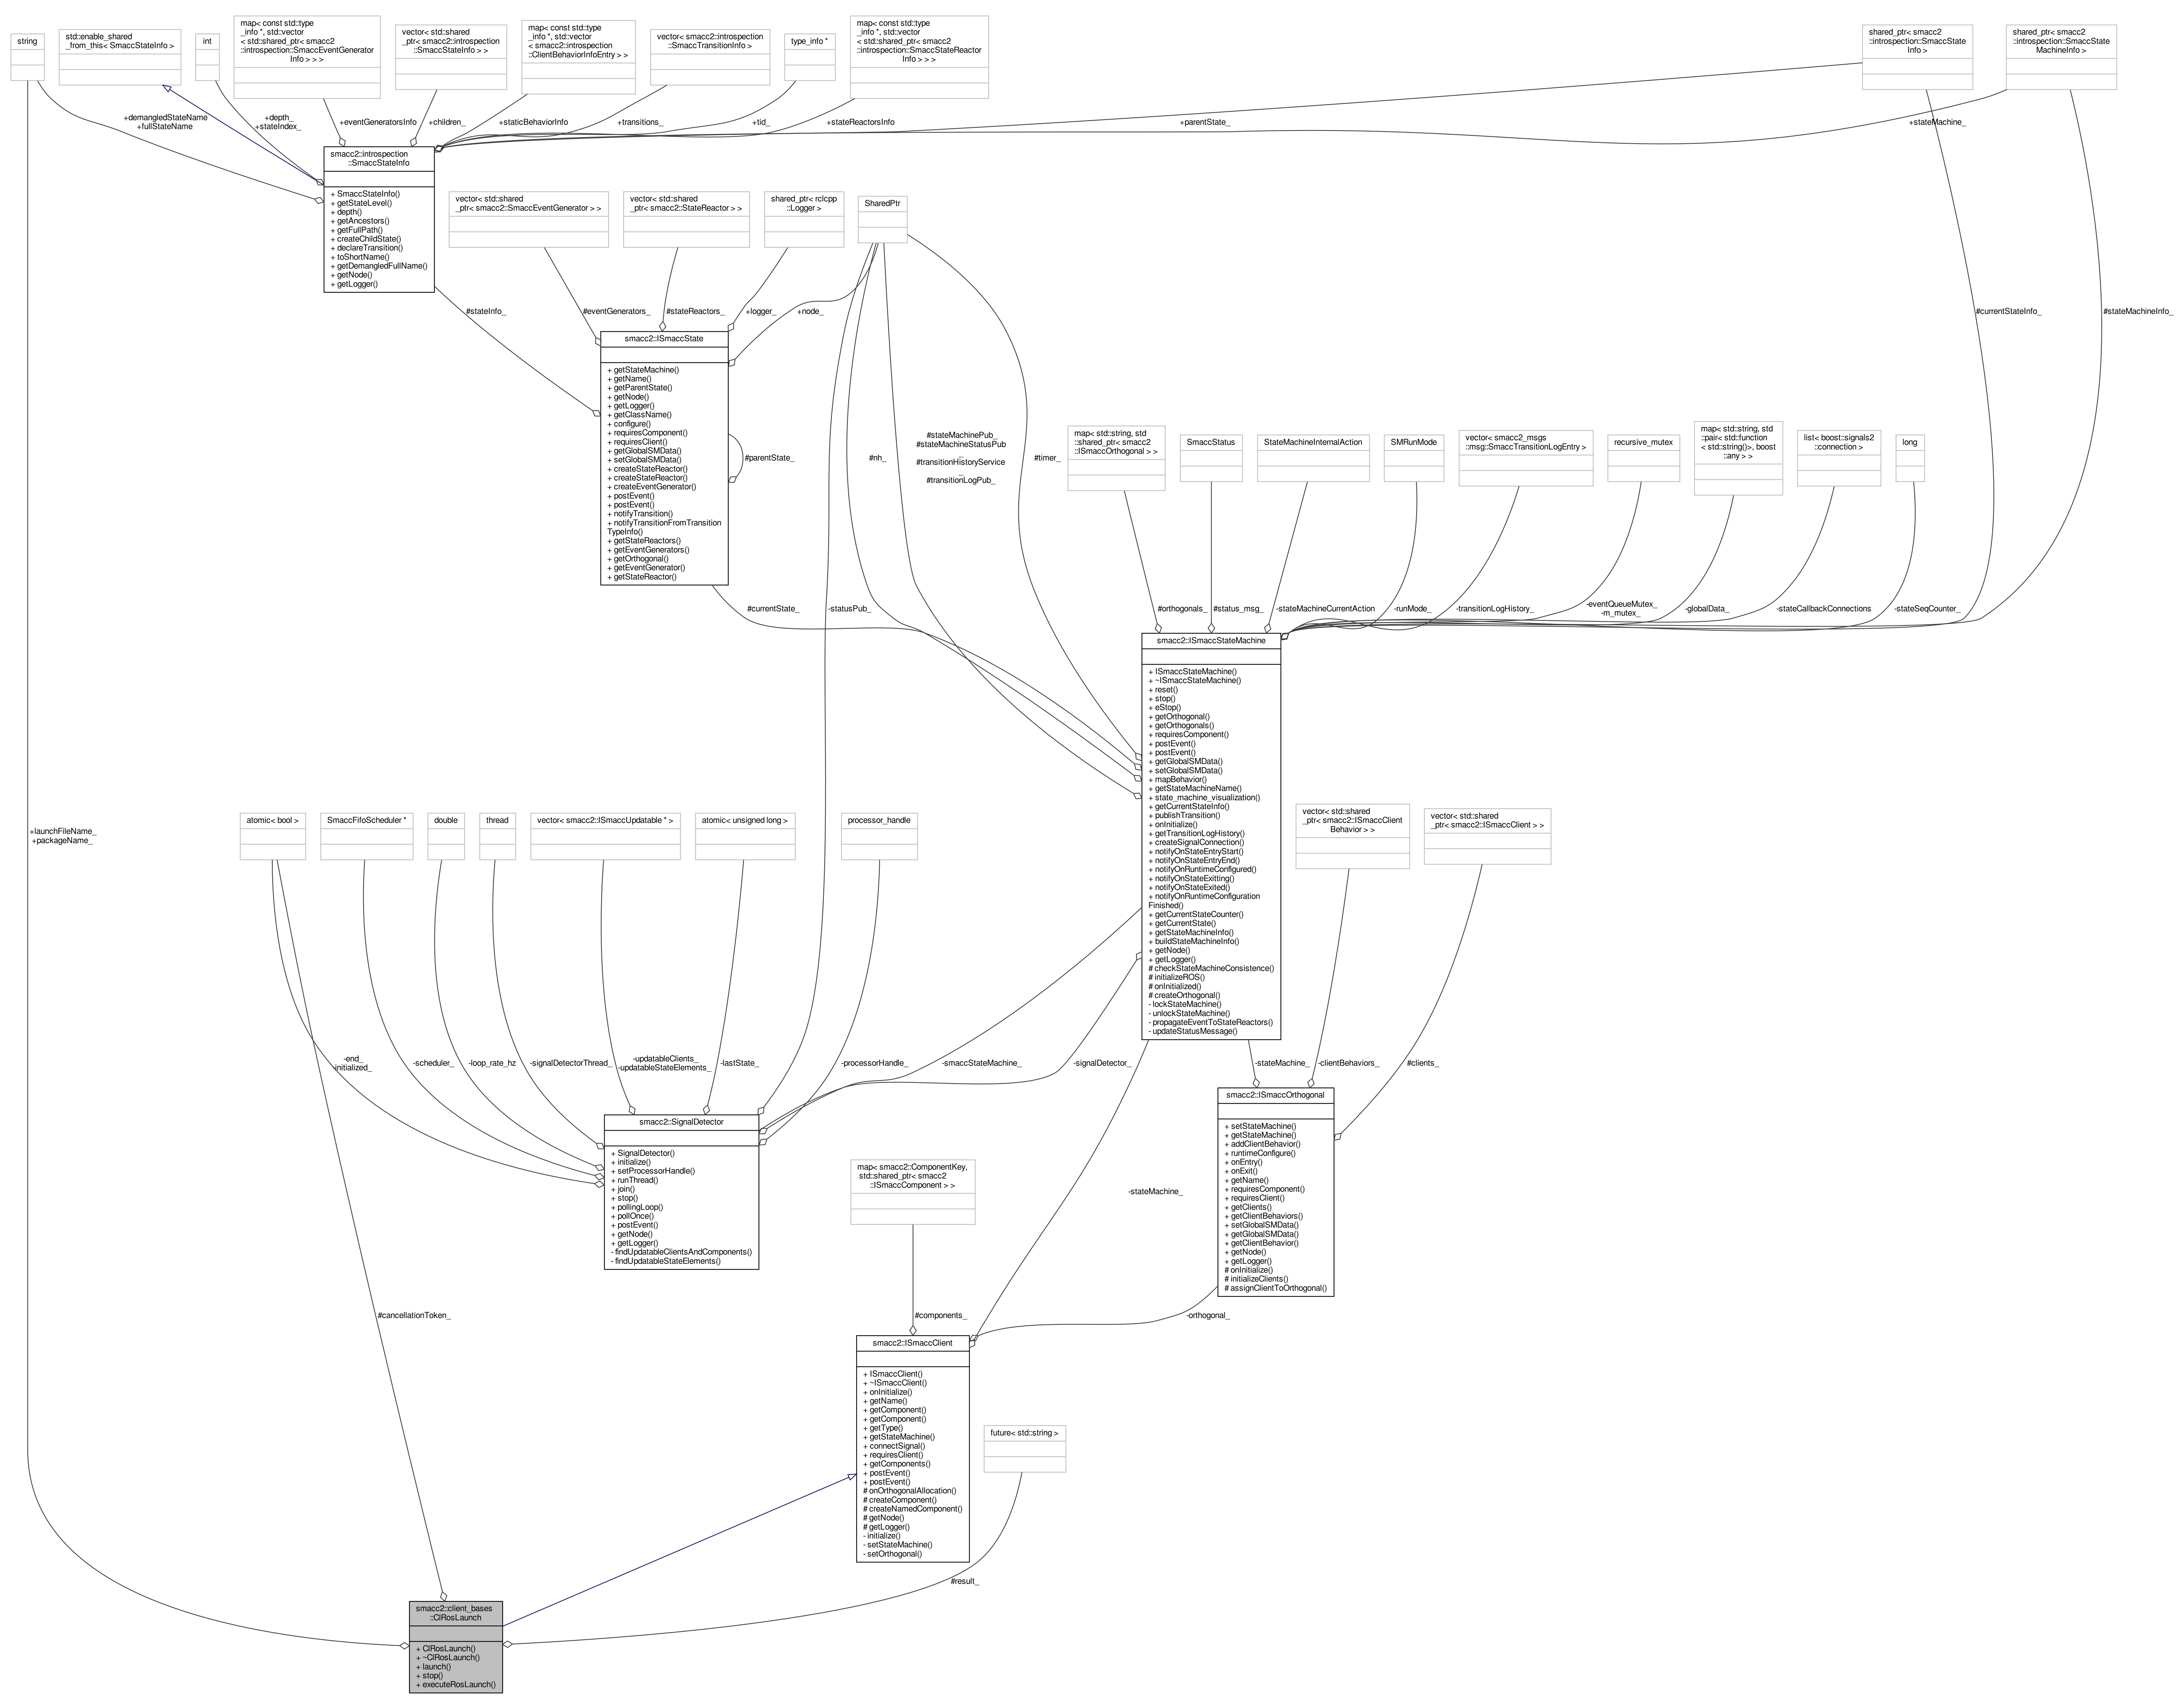 string
std::enable_shared
_from_this< SmaccStateInfo >
int
map< const std::type
_info *, std::vector
< std::shared_ptr< smacc2
::introspection::SmaccEventGenerator
Info > > >
vector< std::shared
_ptr< smacc2::introspection
::SmaccStateInfo > >
map< const std::type
_info *, std::vector
< smacc2::introspection
::ClientBehaviorInfoEntry > >
vector< smacc2::introspection
::SmaccTransitionInfo >
type_info *
map< const std::type
_info *, std::vector
< std::shared_ptr< smacc2
::introspection::SmaccStateReactor
Info > > >
shared_ptr< smacc2
::introspection::SmaccState
Info >
shared_ptr< smacc2
::introspection::SmaccState
MachineInfo >
+demangledStateName
+fullStateName
+depth_
+stateIndex_
+eventGeneratorsInfo
+children_
+staticBehaviorInfo
+transitions_
+tid_
+stateReactorsInfo
+parentState_
+stateMachine_
smacc2::introspection
::SmaccStateInfo
+ SmaccStateInfo()
+ getStateLevel()
+ depth()
+ getAncestors()
+ getFullPath()
+ createChildState()
+ declareTransition()
+ toShortName()
+ getDemangledFullName()
+ getNode()
+ getLogger()
vector< std::shared
_ptr< smacc2::SmaccEventGenerator > >
vector< std::shared
_ptr< smacc2::StateReactor > >
shared_ptr< rclcpp
::Logger >
SharedPtr
#stateInfo_
#eventGenerators_
#stateReactors_
+logger_
+node_
#currentStateInfo_
#stateMachineInfo_
smacc2::ISmaccState
+ getStateMachine()
+ getName()
+ getParentState()
+ getNode()
+ getLogger()
+ getClassName()
+ configure()
+ requiresComponent()
+ requiresClient()
+ getGlobalSMData()
+ setGlobalSMData()
+ createStateReactor()
+ createStateReactor()
+ createEventGenerator()
+ postEvent()
+ postEvent()
+ notifyTransition()
+ notifyTransitionFromTransition
TypeInfo()
+ getStateReactors()
+ getEventGenerators()
+ getOrthogonal()
+ getEventGenerator()
+ getStateReactor()
#parentState_
#nh_
#stateMachinePub_
#stateMachineStatusPub
_
#transitionHistoryService
_
#transitionLogPub_
#timer_
map< std::string, std
::shared_ptr< smacc2
::ISmaccOrthogonal > >
SmaccStatus
StateMachineInternalAction
SMRunMode
vector< smacc2_msgs
::msg::SmaccTransitionLogEntry >
recursive_mutex
map< std::string, std
::pair< std::function
< std::string()>, boost
::any > >
list< boost::signals2
::connection >
long
#currentState_
-statusPub_
#orthogonals_
#status_msg_
-stateMachineCurrentAction
-runMode_
-transitionLogHistory_
-eventQueueMutex_
-m_mutex_
-globalData_
-stateCallbackConnections
-stateSeqCounter_
smacc2::ISmaccStateMachine
+ ISmaccStateMachine()
+ ~ISmaccStateMachine()
+ reset()
+ stop()
+ eStop()
+ getOrthogonal()
+ getOrthogonals()
+ requiresComponent()
+ postEvent()
+ postEvent()
+ getGlobalSMData()
+ setGlobalSMData()
+ mapBehavior()
+ getStateMachineName()
+ state_machine_visualization()
+ getCurrentStateInfo()
+ publishTransition()
+ onInitialize()
+ getTransitionLogHistory()
+ createSignalConnection()
+ notifyOnStateEntryStart()
+ notifyOnStateEntryEnd()
+ notifyOnRuntimeConfigured()
+ notifyOnStateExitting()
+ notifyOnStateExited()
+ notifyOnRuntimeConfiguration
Finished()
+ getCurrentStateCounter()
+ getCurrentState()
+ getStateMachineInfo()
+ buildStateMachineInfo()
+ getNode()
+ getLogger()
# checkStateMachineConsistence()
# initializeROS()
# onInitialized()
# createOrthogonal()
- lockStateMachine()
- unlockStateMachine()
- propagateEventToStateReactors()
- updateStatusMessage()
+launchFileName_
+packageName_
atomic< bool >
SmaccFifoScheduler *
double
thread
vector< smacc2::ISmaccUpdatable * >
atomic< unsigned long >
processor_handle
vector< std::shared
_ptr< smacc2::ISmaccClient
Behavior > >
vector< std::shared
_ptr< smacc2::ISmaccClient > >
-end_
-initialized_
-scheduler_
-loop_rate_hz
-signalDetectorThread_
-updatableClients_
-updatableStateElements_
-lastState_
-processorHandle_
-smaccStateMachine_
-signalDetector_
-stateMachine_
-clientBehaviors_
#clients_
smacc2::SignalDetector
+ SignalDetector()
+ initialize()
+ setProcessorHandle()
+ runThread()
+ join()
+ stop()
+ pollingLoop()
+ pollOnce()
+ postEvent()
+ getNode()
+ getLogger()
- findUpdatableClientsAndComponents()
- findUpdatableStateElements()
smacc2::ISmaccOrthogonal
+ setStateMachine()
+ getStateMachine()
+ addClientBehavior()
+ runtimeConfigure()
+ onEntry()
+ onExit()
+ getName()
+ requiresComponent()
+ requiresClient()
+ getClients()
+ getClientBehaviors()
+ setGlobalSMData()
+ getGlobalSMData()
+ getClientBehavior()
+ getNode()
+ getLogger()
# onInitialize()
# initializeClients()
# assignClientToOrthogonal()
map< smacc2::ComponentKey,
std::shared_ptr< smacc2
::ISmaccComponent > >
-stateMachine_
#cancellationToken_
#components_
-orthogonal_
smacc2::ISmaccClient
+ ISmaccClient()
+ ~ISmaccClient()
+ onInitialize()
+ getName()
+ getComponent()
+ getComponent()
+ getType()
+ getStateMachine()
+ connectSignal()
+ requiresClient()
+ getComponents()
+ postEvent()
+ postEvent()
# onOrthogonalAllocation()
# createComponent()
# createNamedComponent()
# getNode()
# getLogger()
- initialize()
- setStateMachine()
- setOrthogonal()
future< std::string >
#result_
smacc2::client_bases
::ClRosLaunch
+ ClRosLaunch()
+ ~ClRosLaunch()
+ launch()
+ stop()
+ executeRosLaunch()